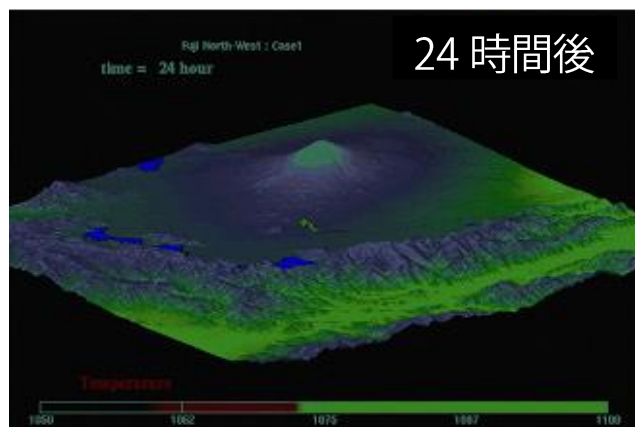 24 時間後
Fuji North-West : Case1
time = 24 hour
Temperature
1050 1062 1075 1087 1100